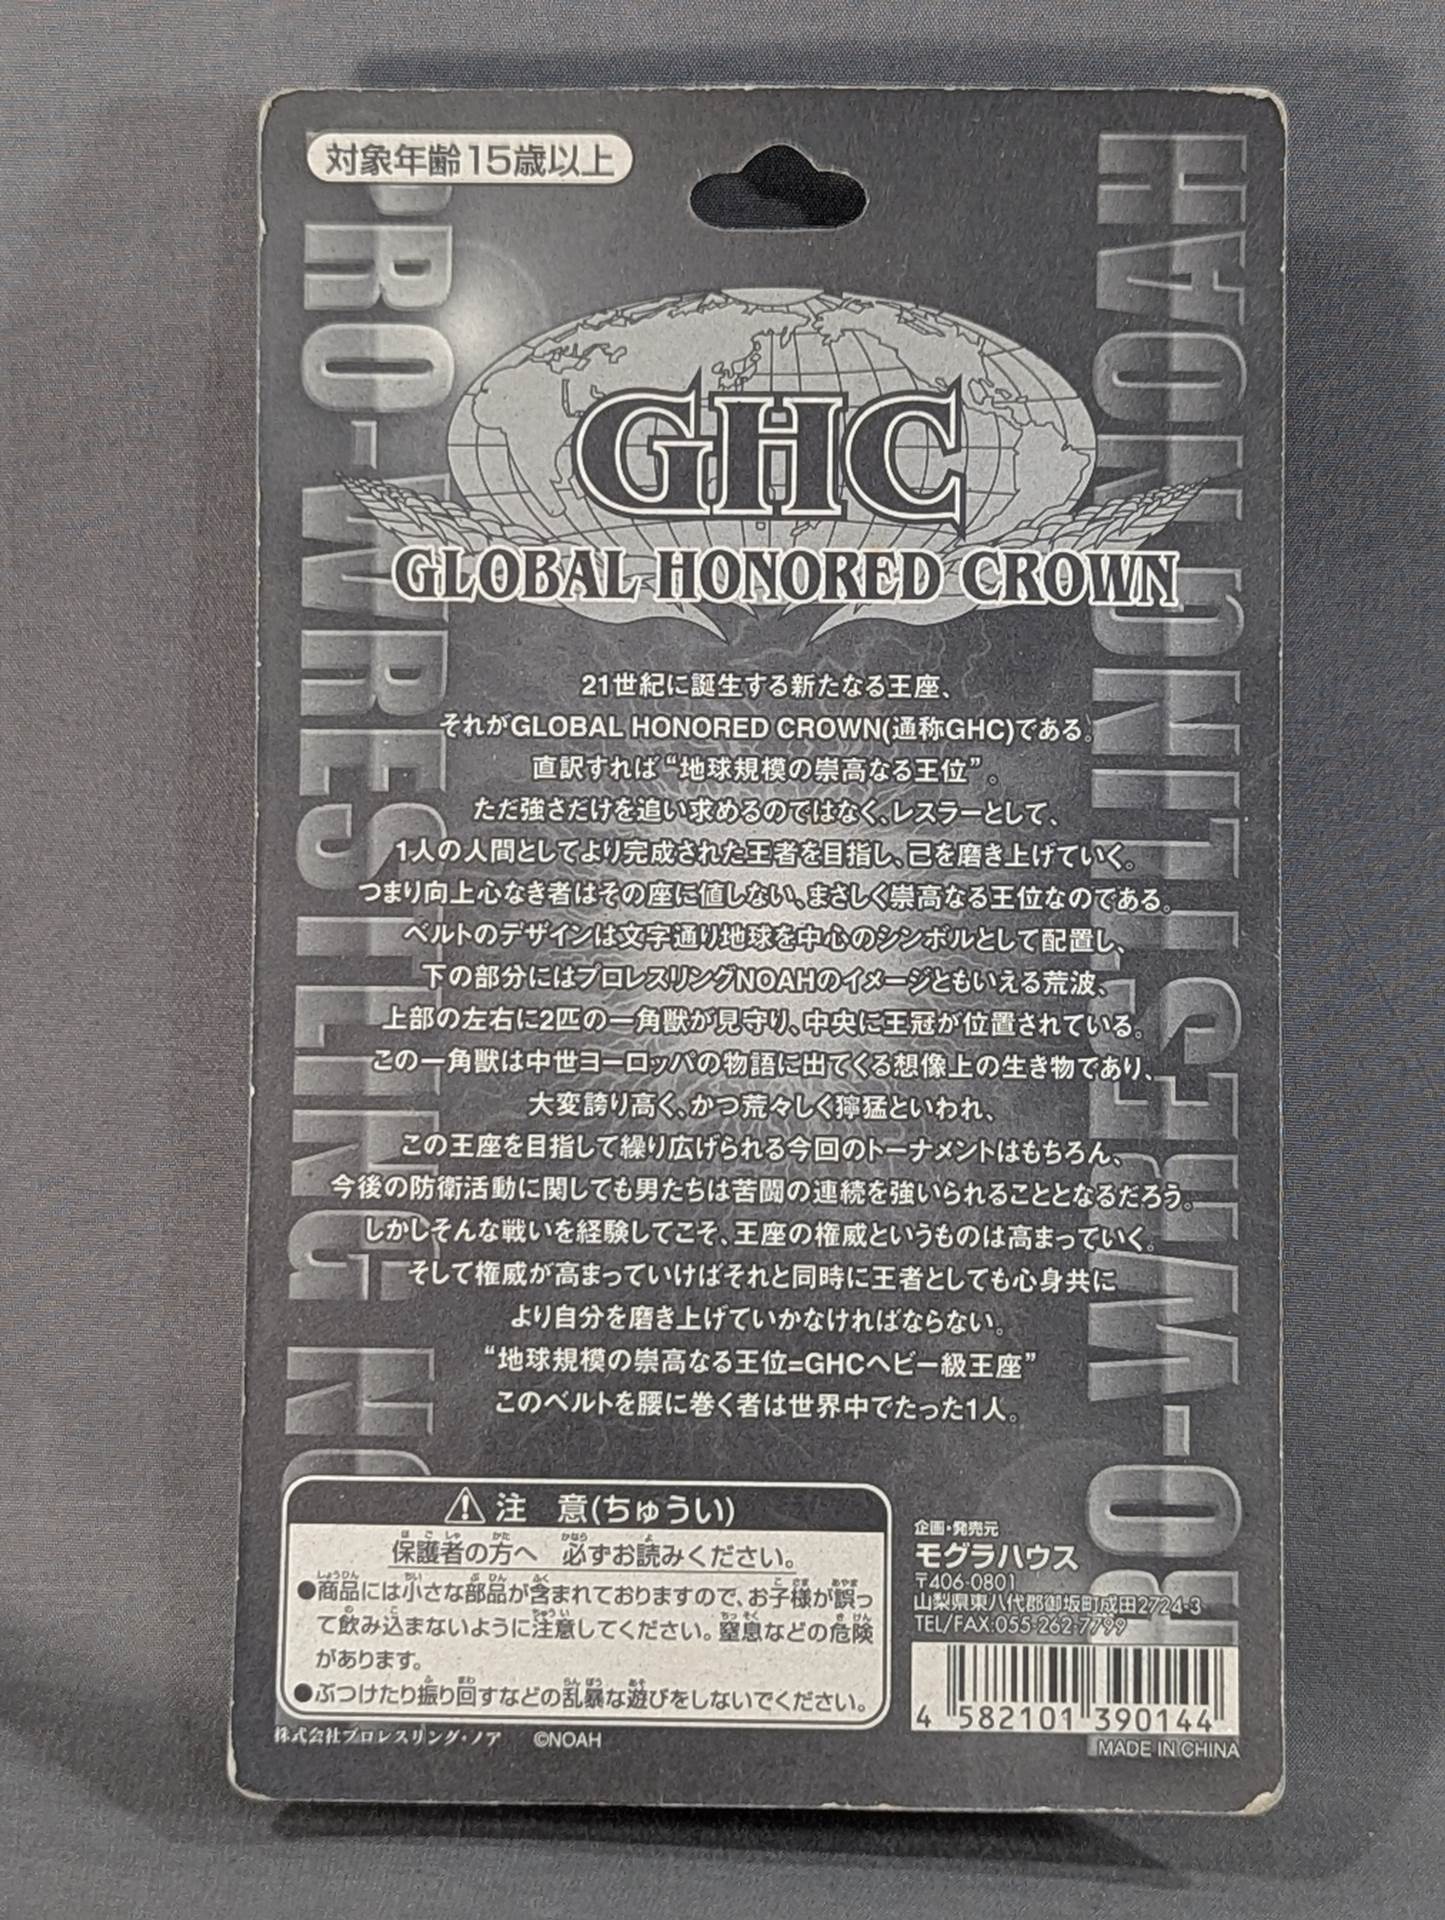 対象年齢15歳以上
PRO-WRESTLING NO
PRO-WRESTLING NOAH
GHC
GLOBAL HONORED CROWN
21世紀に誕生する新たなる王座、
それがGLOBAL HONORED CROWN(通称GHC)である。
直訳すれば“地球規模の崇高なる王位”。
ただ強さだけを追い求めるのではなく、レスラーとして、
1人の人間としてより完成された王者を目指し、己を磨き上げていく。
つまり向上心なき者はその座に値しない、まさしく崇高なる王位なのである。
ベルトのデザインは文字通り地球を中心のシンボルとして配置し、
下の部分にはプロレスリングNOAHのイメージともいえる荒波、
上部の左右に2匹の一角獣が見守り、中央に王冠が位置されている。
この一角獣は中世ヨーロッパの物語に出てくる想像上の生き物であり、
大変誇り高く、かつ荒々しく獰猛といわれ、
この王座を目指して繰り広げられる今回のトーナメントはもちろん、
今後の防衛活動に関しても男たちは苦闘の連続を強いられることとなるだろう。
しかしそんな戦いを経験してこそ、王座の権威というものは高まっていく。
そして権威が高まっていけばそれと同時に王者としても心身共に
より自分を磨き上げていかなければならない。
“地球規模の崇高なる王位=GHCヘビー級王座”
このベルトを腰に巻く者は世界中でたった1人。
注 意(ちゅうい)
保護者の方へ 必ずお読みください。
●商品には小さな部品が含まれておりますので、お子様が誤っ
て飲み込まないように注意してください。窒息などの危険
があります。
●ぶつけたり振り回すなどの乱暴な遊びをしないでください。
株式会社プロレスリング・ノア ©NOAH
企画・発売元
モグラハウス
〒406-0801
山梨県東八代郡御坂町成田2724-3
TEL/FAX:055-262-7799
4 582101 390144
MADE IN CHINA